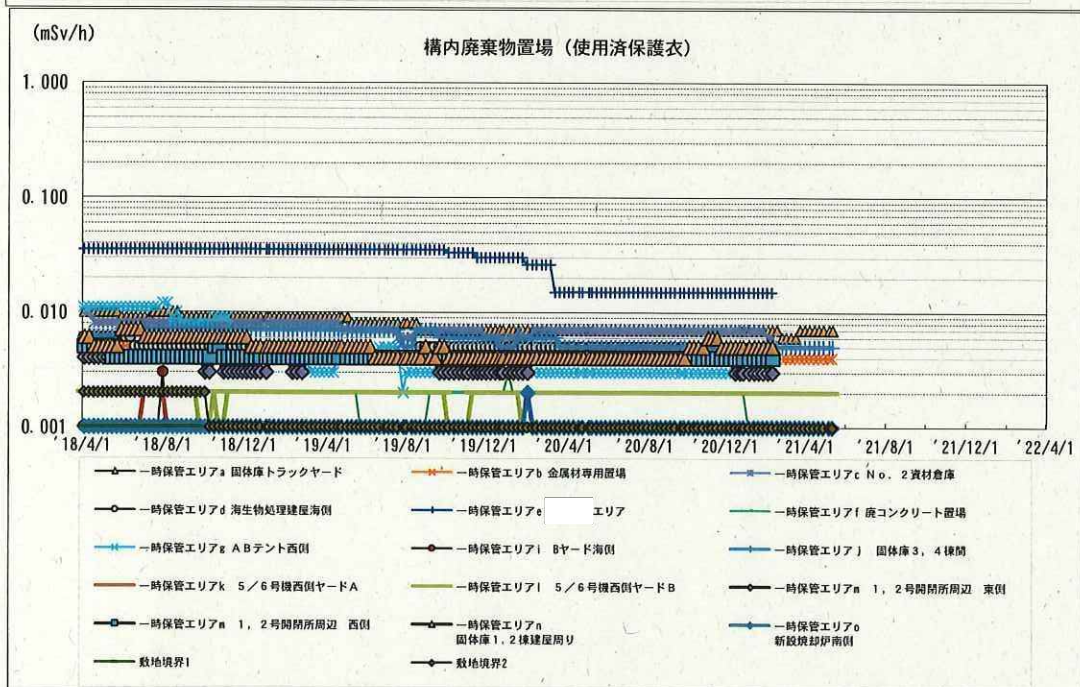 (mSv/h)
構内廃棄物置場（使用済保護衣）
1.000
0.100
0.010
0.001
'18/4/1 '18/8/1 '18/12/1 '19/4/1 '19/8/1 '19/12/1 '20/4/1 '20/8/1 '20/12/1 '21/4/1 '21/8/1 '21/12/1 '22/4/1
一時保管エリアa 固体庫トラックヤード
一時保管エリアb 金属材専用置場
一時保管エリアc No. 2資材倉庫
一時保管エリアd 海生物処理建屋海側
一時保管エリアe エリア
一時保管エリアf 廃コンクリート置場
一時保管エリアg ABテント西側
一時保管エリアi Bヤード海側
一時保管エリアj 固体庫3，4棟間
一時保管エリアk 5／6号機西側ヤードA
一時保管エリアl 5／6号機西側ヤードB
一時保管エリアm 1，2号開閉所周辺 東側
一時保管エリアm 1，2号開閉所周辺 西側
一時保管エリアn
固体庫1,2棟建屋周り
一時保管エリアo
新設焼却炉南側
敷地境界1
敷地境界2